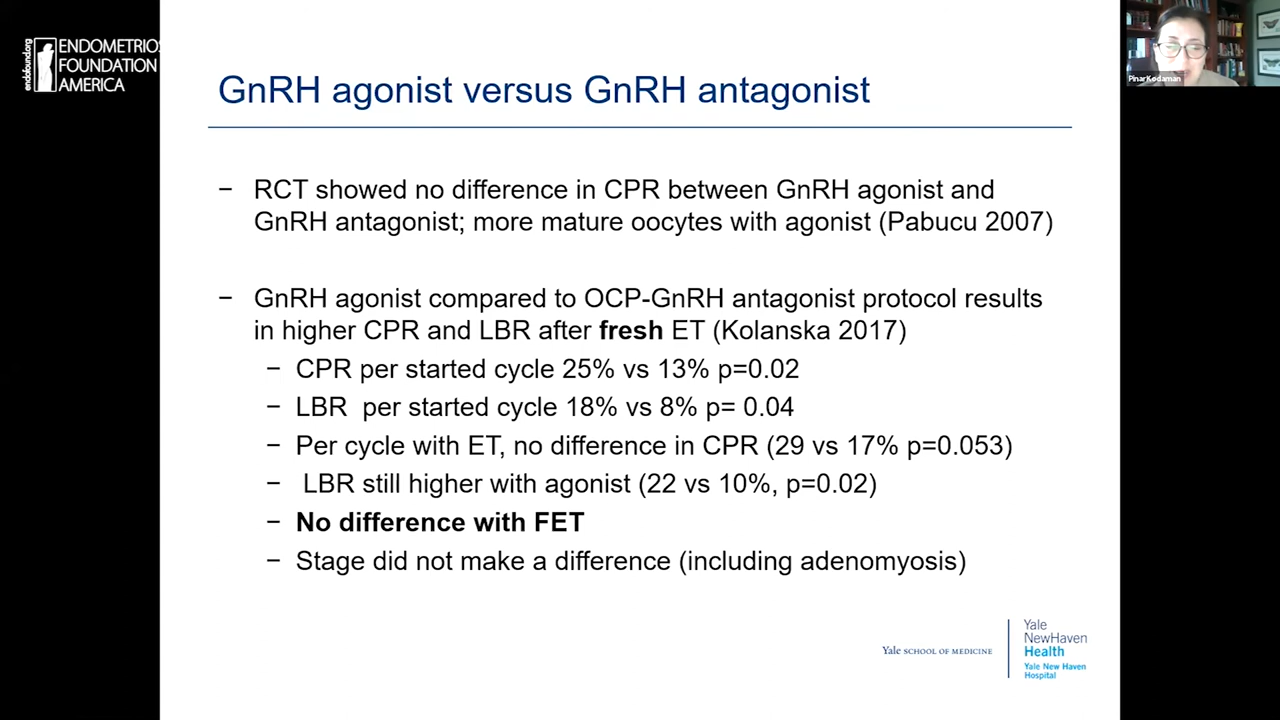 endofound.org
ENDOMETRIOS
FOUNDATION
AMERICA
PinarKodaman
GnRH agonist versus GnRH antagonist
− RCT showed no difference in CPR between GnRH agonist and
GnRH antagonist; more mature oocytes with agonist (Pabucu 2007)
− GnRH agonist compared to OCP-GnRH antagonist protocol results
in higher CPR and LBR after fresh ET (Kolanska 2017)
− CPR per started cycle 25% vs 13% p=0.02
− LBR per started cycle 18% vs 8% p= 0.04
− Per cycle with ET, no difference in CPR (29 vs 17% p=0.053)
− LBR still higher with agonist (22 vs 10%, p=0.02)
− No difference with FET
− Stage did not make a difference (including adenomyosis)
Yale SCHOOL OF MEDICINE
Yale
NewHaven
Health
Yale New Haven
Hospital